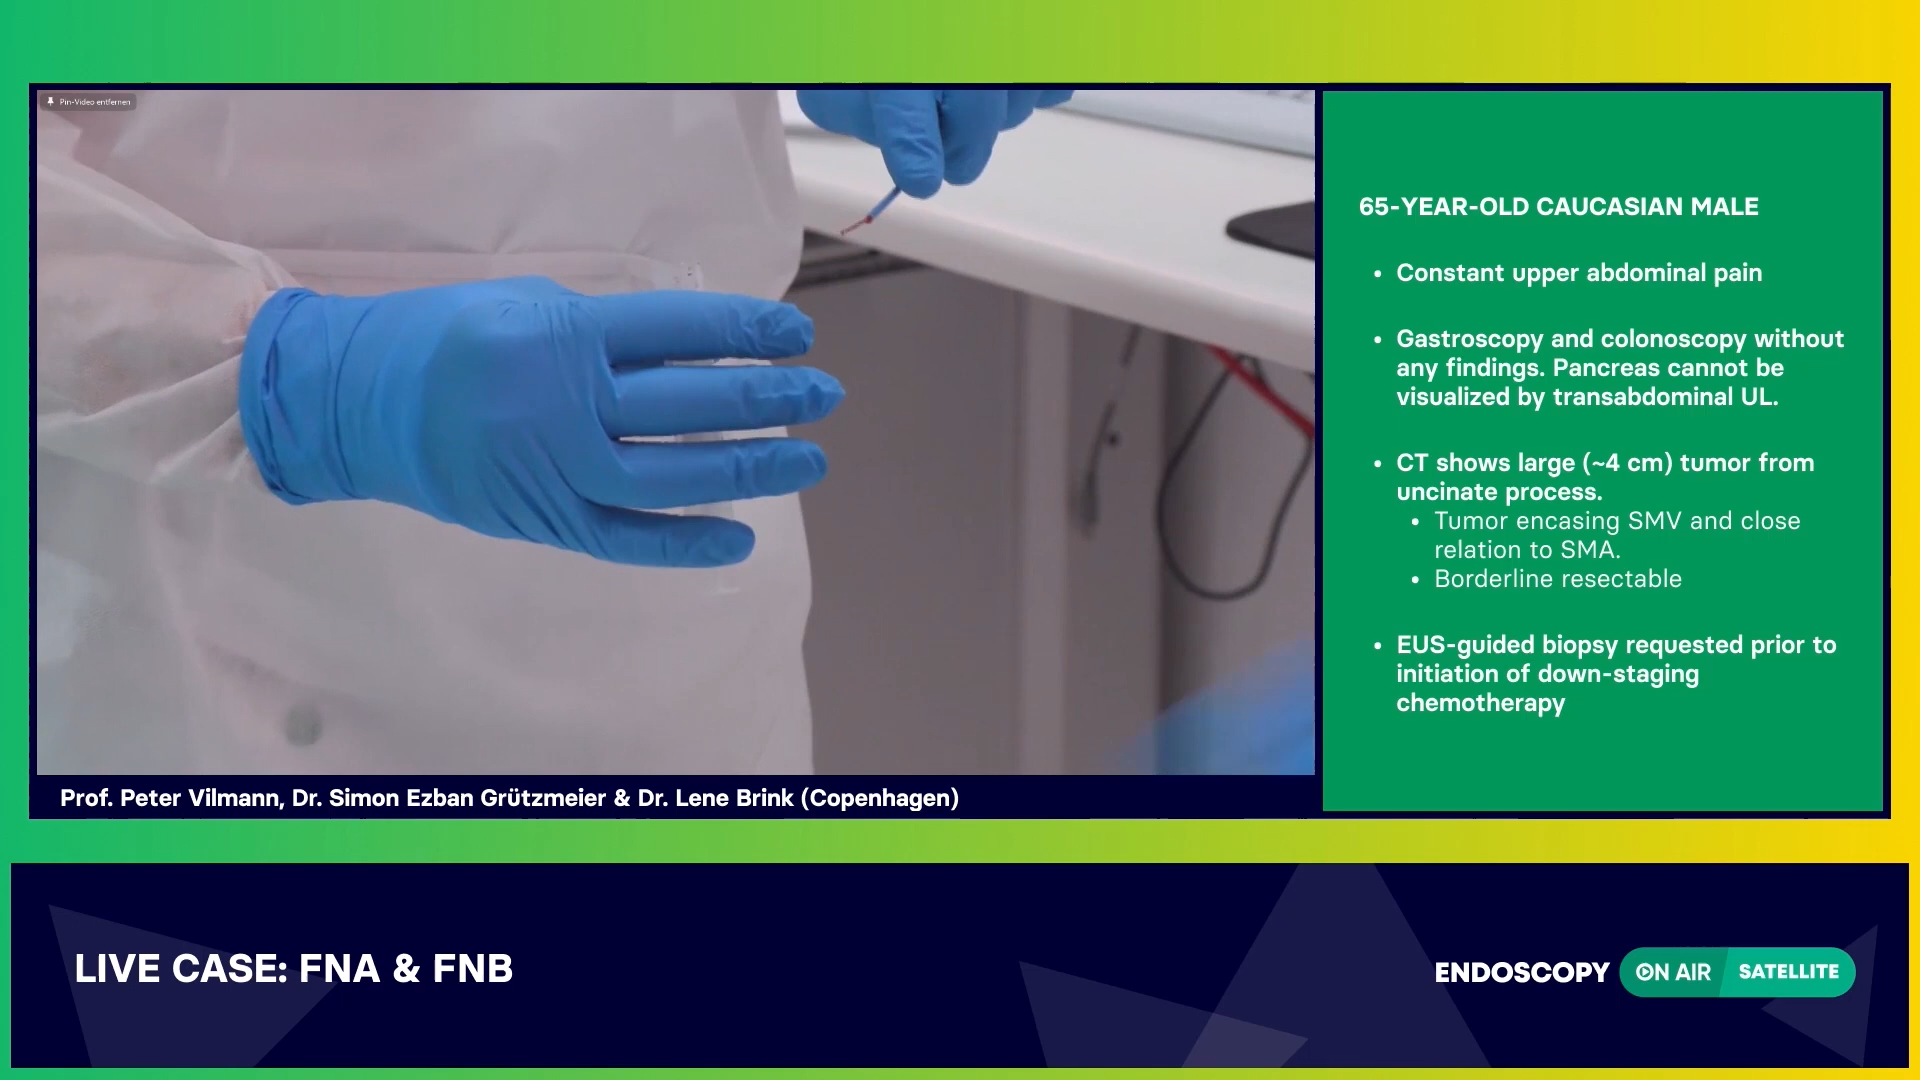 Pin-Video entfernen
65-YEAR-OLD CAUCASIAN MALE
• Constant upper abdominal pain
• Gastroscopy and colonoscopy without
any findings. Pancreas cannot be
visualized by transabdominal UL.
• CT shows large (~4 cm) tumor from
uncinate process.
• Tumor encasing SMV and close
relation to SMA.
• Borderline resectable
• EUS-guided biopsy requested prior to
initiation of down-staging
chemotherapy
Prof. Peter Vilmann, Dr. Simon Ezban Grützmeier & Dr. Lene Brink (Copenhagen)
LIVE CASE: FNA & FNB
ENDOSCOPY ON AIR SATELLITE